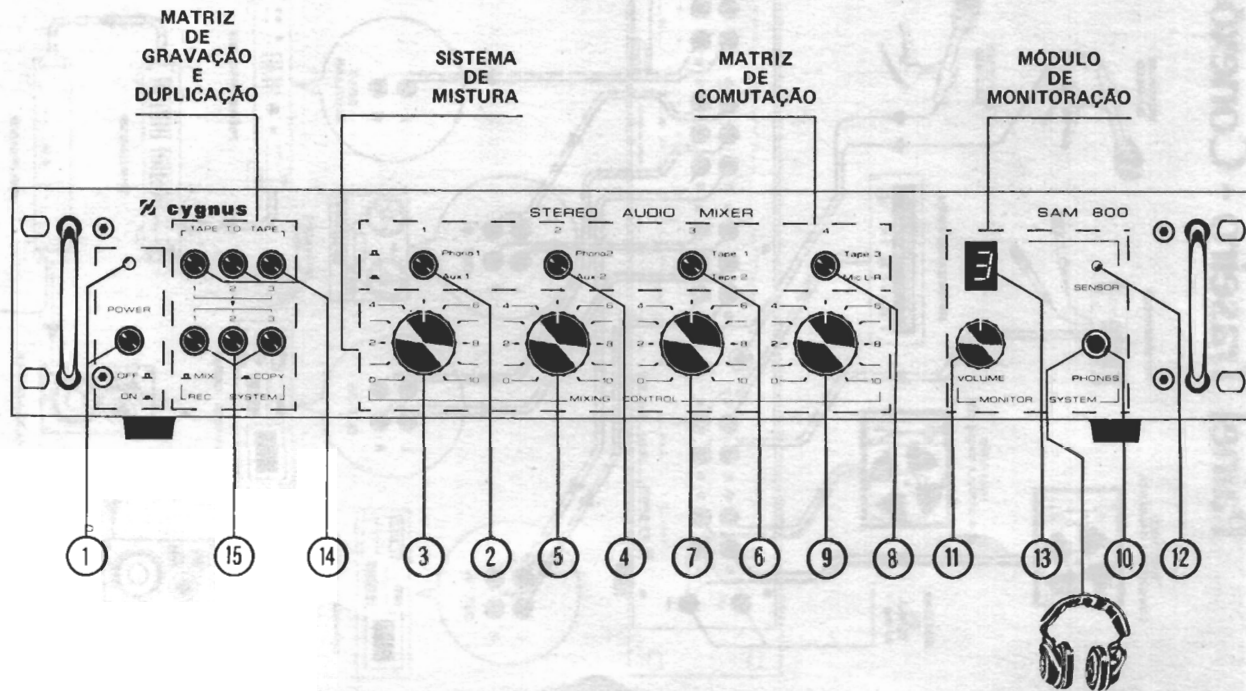 MATRIZ
DE
GRAVAÇÃO
E
DUPLICAÇÃO
SISTEMA
DE
MISTURA
MATRIZ
DE
COMUTAÇÃO
MÓDULO
DE
MONITORAÇÃO
cygnus
STEREO AUDIO MIXER
SAM 800
TAPE TO TAPE
1 2 3
2 3
POWER
OFF
ON
MIX COPY
REC SYSTEM
1 2 3 4
Phono 1
Aux 1
Phono 2
Aux 2
Tape 1
Tape 2
Tape 3
Mic L-R
4 6
2 8
0 10
4 6
2 8
0 10
4 6
2 8
0 10
4 6
2 8
0 10
MIXING CONTROL
3
SENSOR
VOLUME
PHONES
MONITOR SYSTEM
1 15 14 3 2 5 4 7 6 9 8 11 13 10 12